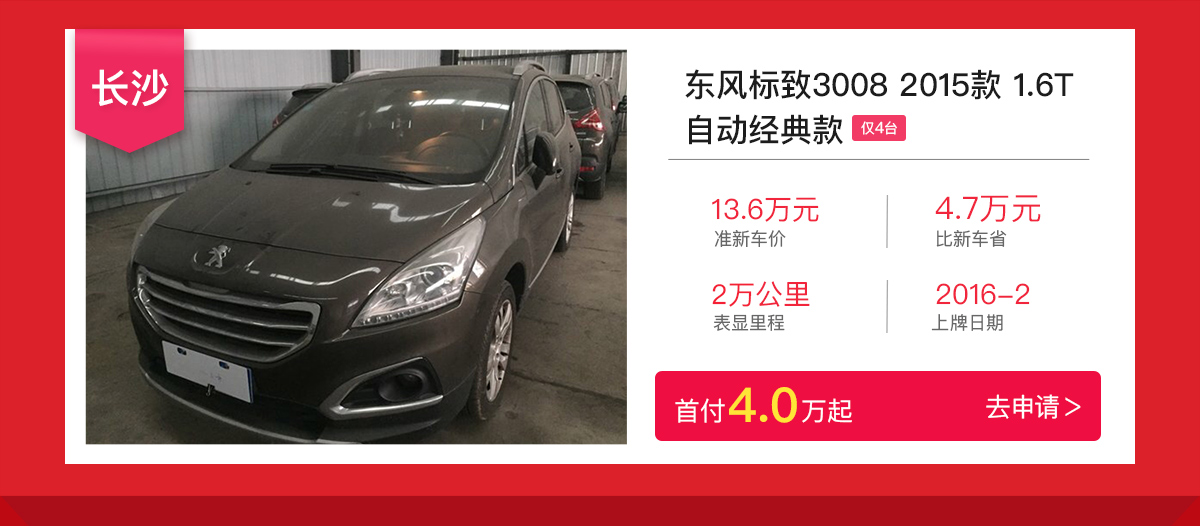 长沙
东风标致3008 2015款 1.6T
自动经典款 仅4台
13.6万元
准新车价
4.7万元
比新车省
2万公里
表显里程
2016-2
上牌日期
首付4.0万起
去申请>